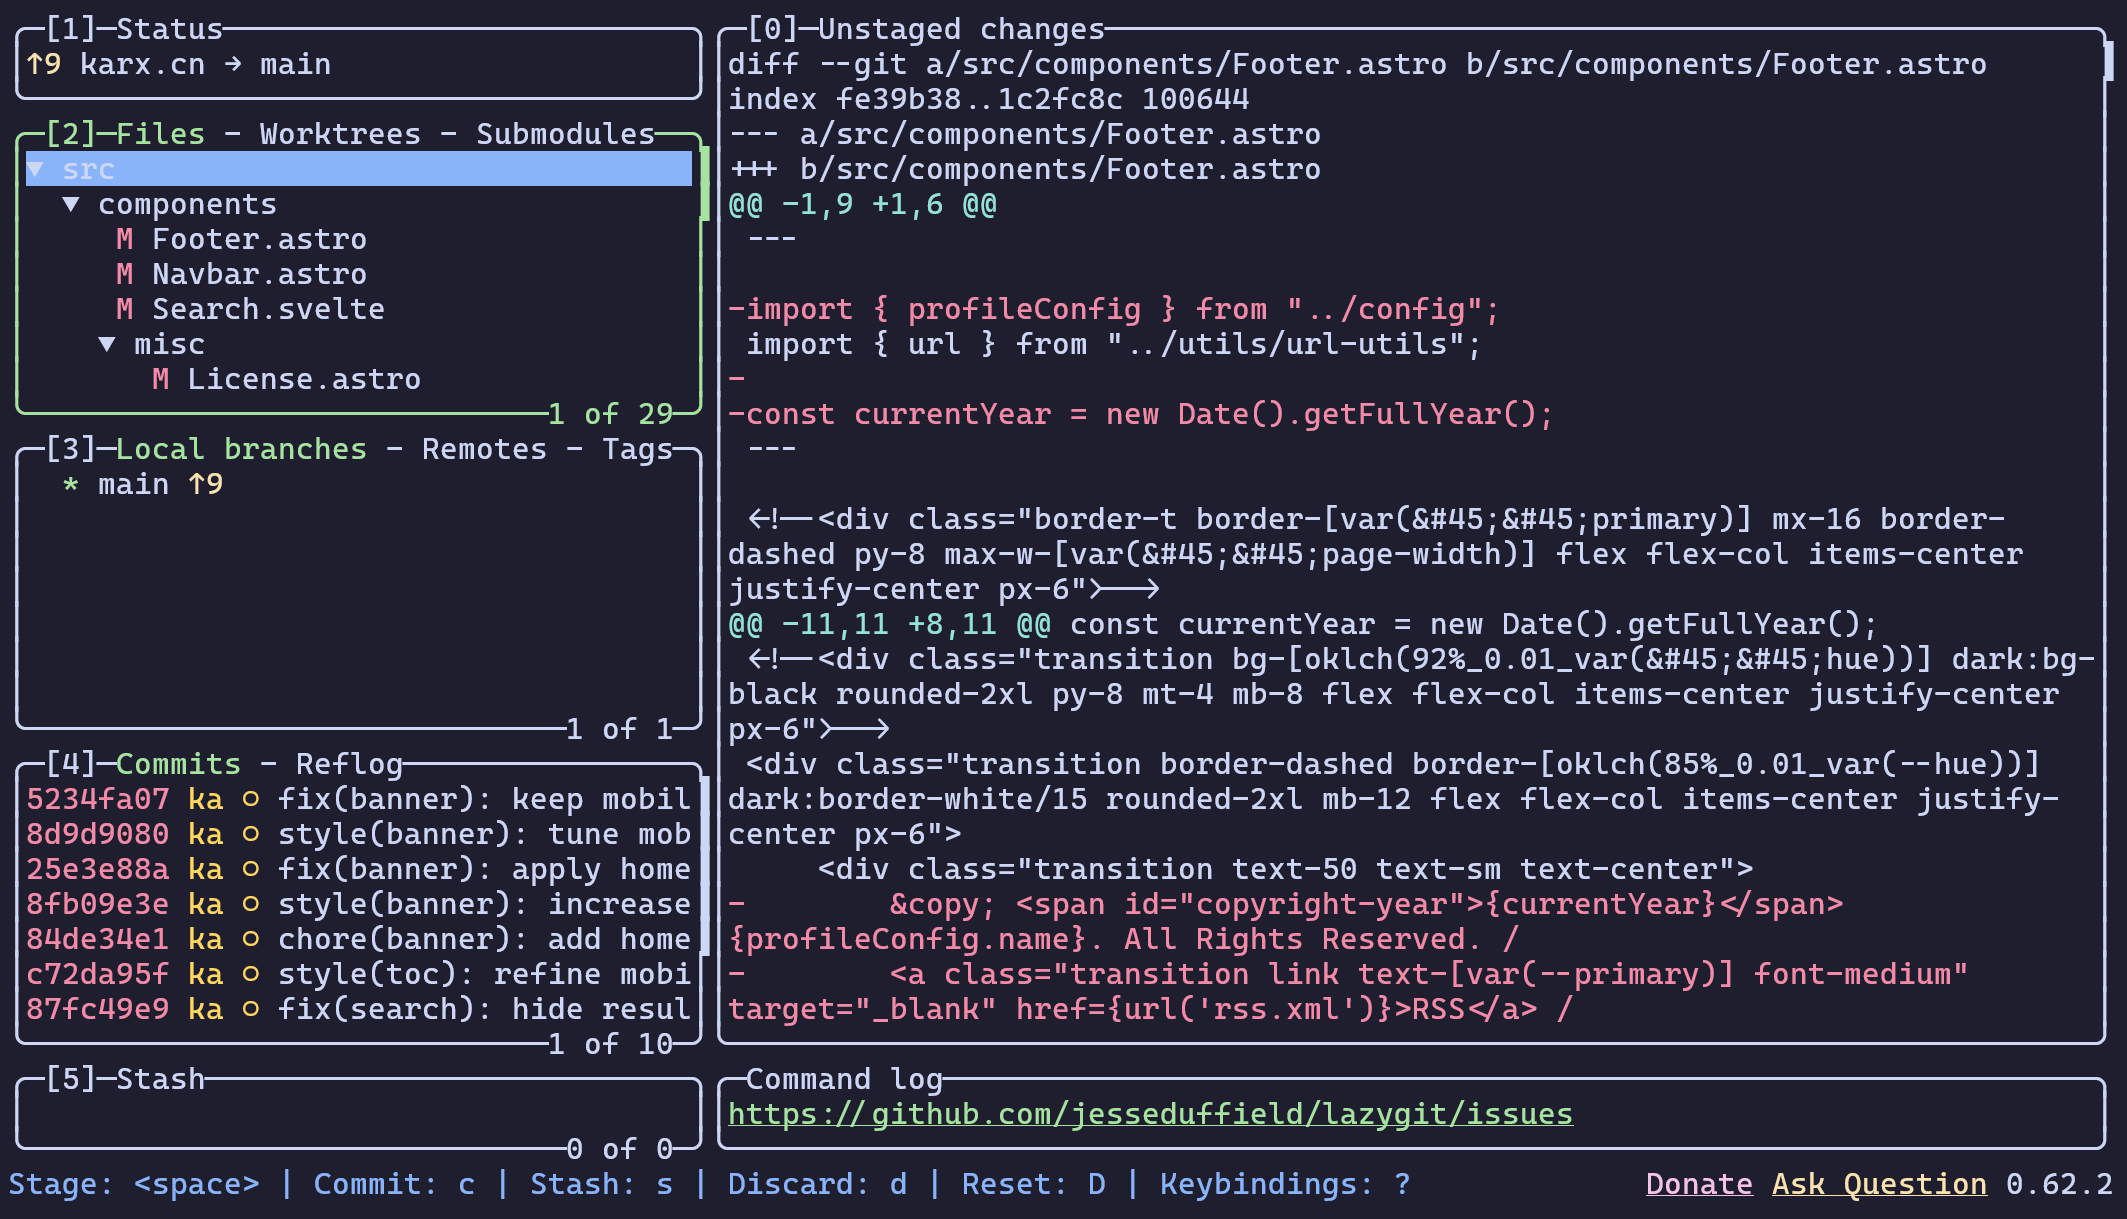 [1]─Status
↑9 karx.cn → main
[2]─Files - Worktrees - Submodules
▼ src
▼ components
M Footer.astro
M Navbar.astro
M Search.svelte
▼ misc
M License.astro
1 of 29
[3]─Local branches - Remotes - Tags
* main ↑9
1 of 1
[4]─Commits - Reflog
5234fa07 ka ○ fix(banner): keep mobil
8d9d9080 ka ○ style(banner): tune mob
25e3e88a ka ○ fix(banner): apply home
8fb09e3e ka ○ style(banner): increase
84de34e1 ka ○ chore(banner): add home
c72da95f ka ○ style(toc): refine mobi
87fc49e9 ka ○ fix(search): hide resul
1 of 10
[5]─Stash
0 of 0
[0]─Unstaged changes
diff --git a/src/components/Footer.astro b/src/components/Footer.astro
index fe39b38..1c2fc8c 100644
--- a/src/components/Footer.astro
+++ b/src/components/Footer.astro
@@ -1,9 +1,6 @@
 ---
-import { profileConfig } from "../config";
 import { url } from "../utils/url-utils";
-
-const currentYear = new Date().getFullYear();
 ---
 <!--<div class="border-t border-[var(&#45;&#45;primary)] mx-16 border-
dashed py-8 max-w-[var(&#45;&#45;page-width)] flex flex-col items-center
justify-center px-6">-->
@@ -11,11 +8,11 @@ const currentYear = new Date().getFullYear();
 <!--<div class="transition bg-[oklch(92%_0.01_var(&#45;&#45;hue))] dark:bg-
black rounded-2xl py-8 mt-4 mb-8 flex flex-col items-center justify-center
px-6">-->
 <div class="transition border-dashed border-[oklch(85%_0.01_var(--hue))]
dark:border-white/15 rounded-2xl mb-12 flex flex-col items-center justify-
center px-6">
     <div class="transition text-50 text-sm text-center">
-        &copy; <span id="copyright-year">{currentYear}</span>
{profileConfig.name}. All Rights Reserved. /
-        <a class="transition link text-[var(--primary)] font-medium"
target="_blank" href={url('rss.xml')}>RSS</a> /
Command log
https://github.com/jesseduffield/lazygit/issues
Stage: <space> | Commit: c | Stash: s | Discard: d | Reset: D | Keybindings: ? Donate Ask Question 0.62.2